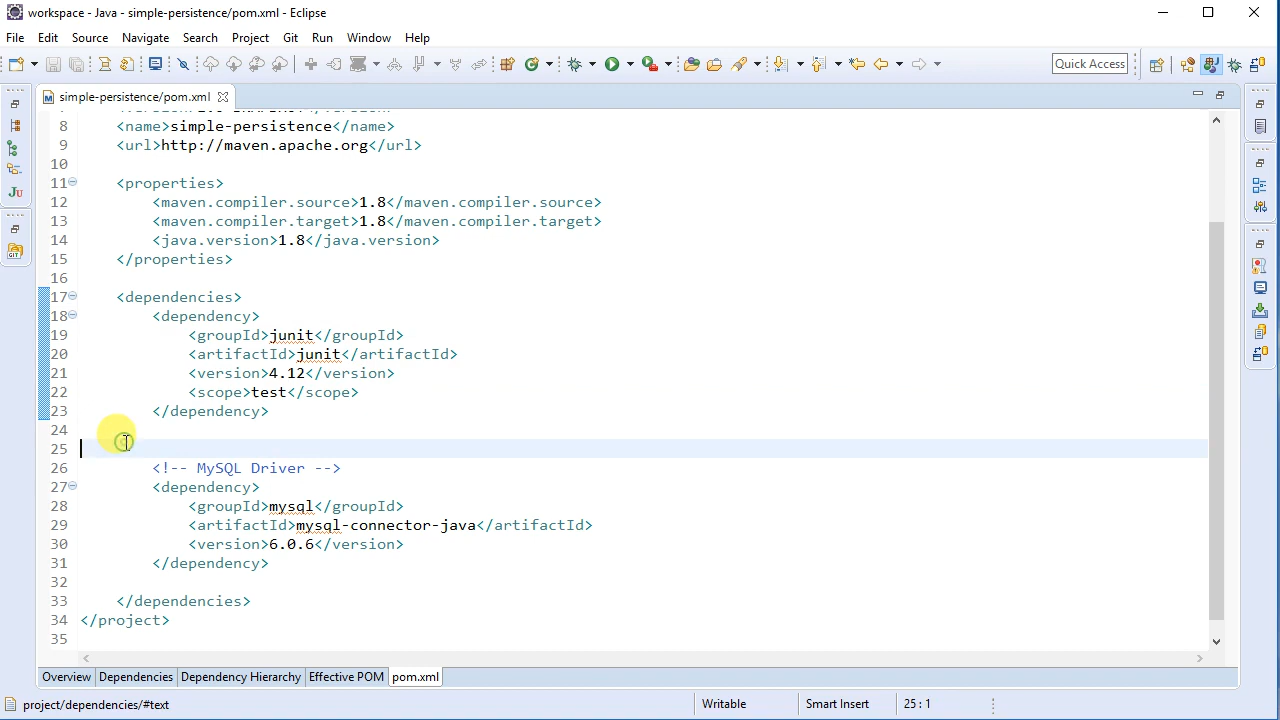 workspace - Java - simple-persistence/pom.xml - Eclipse
File Edit Source Navigate Search Project Git Run Window Help
Quick Access
simple-persistence/pom.xml
8 <name>simple-persistence</name>
9 <url>http://maven.apache.org</url>
10
11 <properties>
12 <maven.compiler.source>1.8</maven.compiler.source>
13 <maven.compiler.target>1.8</maven.compiler.target>
14 <java.version>1.8</java.version>
15 </properties>
16
17 <dependencies>
18 <dependency>
19 <groupId>junit</groupId>
20 <artifactId>junit</artifactId>
21 <version>4.12</version>
22 <scope>test</scope>
23 </dependency>
24
25
26 <!-- MySQL Driver -->
27 <dependency>
28 <groupId>mysql</groupId>
29 <artifactId>mysql-connector-java</artifactId>
30 <version>6.0.6</version>
31 </dependency>
32
33 </dependencies>
34 </project>
35
Overview Dependencies Dependency Hierarchy Effective POM pom.xml
project/dependencies/#text Writable Smart Insert 25 : 1